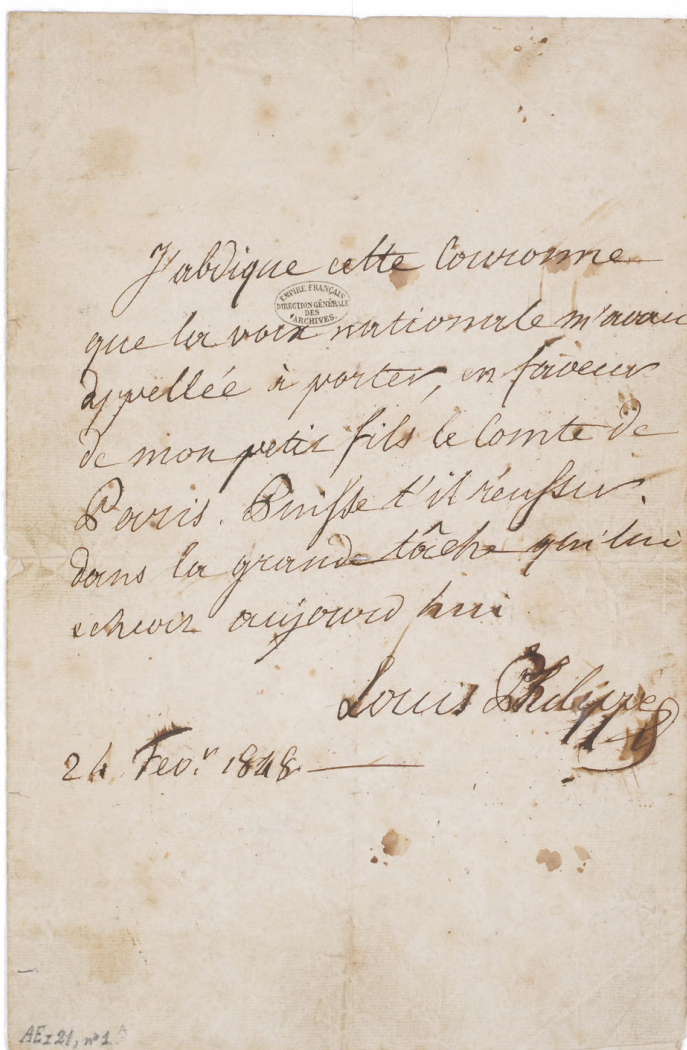 J'abdique cette Couronne
EMPIRE FRANÇAIS
DIRECTION GÉNÉRALE
DES
ARCHIVES.
que la voix nationale m'avait
appellée à porter, en faveur
de mon petit fils le Comte de
Paris. Puisse t'il réussir
dans la grande tâche qui lui
echeoit aujourd'hui
Louis Philippe
24 Fevr. 1848
AE I 21, n° 1